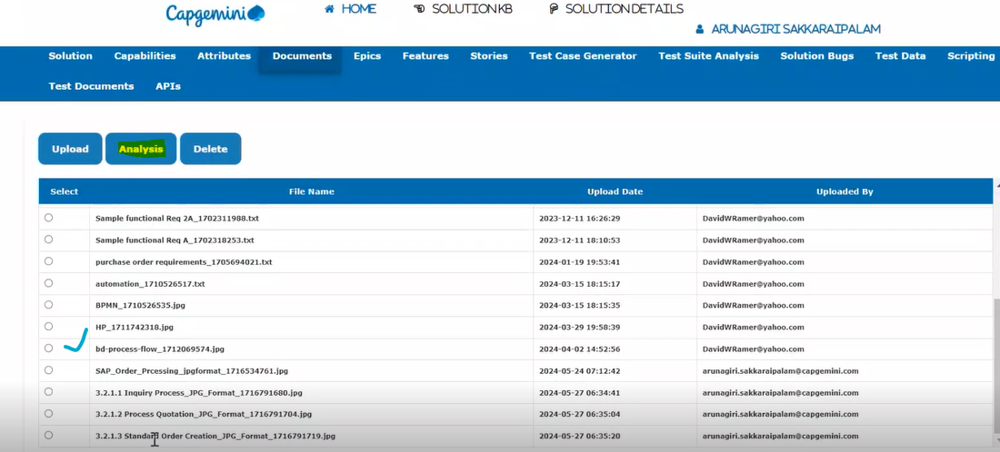 Capgemini
HOME SOLUTION KB SOLUTION DETAILS
ARUNAGIRI SAKKARAIPALAM
Solution Capabilities Attributes Documents Epics Features Stories Test Case Generator Test Suite Analysis Solution Bugs Test Data Scripting
Test Documents APIs
Upload Analysis Delete
Select File Name Upload Date Uploaded By
Sample functional Req 2A_1702311988.txt 2023-12-11 16:26:29 DavidWRamer@yahoo.com
Sample functional Req A_1702318253.txt 2023-12-11 18:10:53 DavidWRamer@yahoo.com
purchase order requirements_1705694021.txt 2024-01-19 19:53:41 DavidWRamer@yahoo.com
automation_1710526517.txt 2024-03-15 18:15:17 DavidWRamer@yahoo.com
BPMN_1710526535.jpg 2024-03-15 18:15:35 DavidWRamer@yahoo.com
HP_1711742318.jpg 2024-03-29 19:58:39 DavidWRamer@yahoo.com
bd-process-flow_1712069574.jpg 2024-04-02 14:52:56 DavidWRamer@yahoo.com
SAP_Order_Prcessing_jpgformat_1716534761.jpg 2024-05-24 07:12:42 arunagiri.sakkaraipalam@capgemini.com
3.2.1.1 Inquiry Process_JPG_Format_1716791680.jpg 2024-05-27 06:34:41 arunagiri.sakkaraipalam@capgemini.com
3.2.1.2 Process Quotation_JPG_Format_1716791704.jpg 2024-05-27 06:35:04 arunagiri.sakkaraipalam@capgemini.com
3.2.1.3 Standard Order Creation_JPG_Format_1716791719.jpg 2024-05-27 06:35:20 arunagiri.sakkaraipalam@capgemini.com